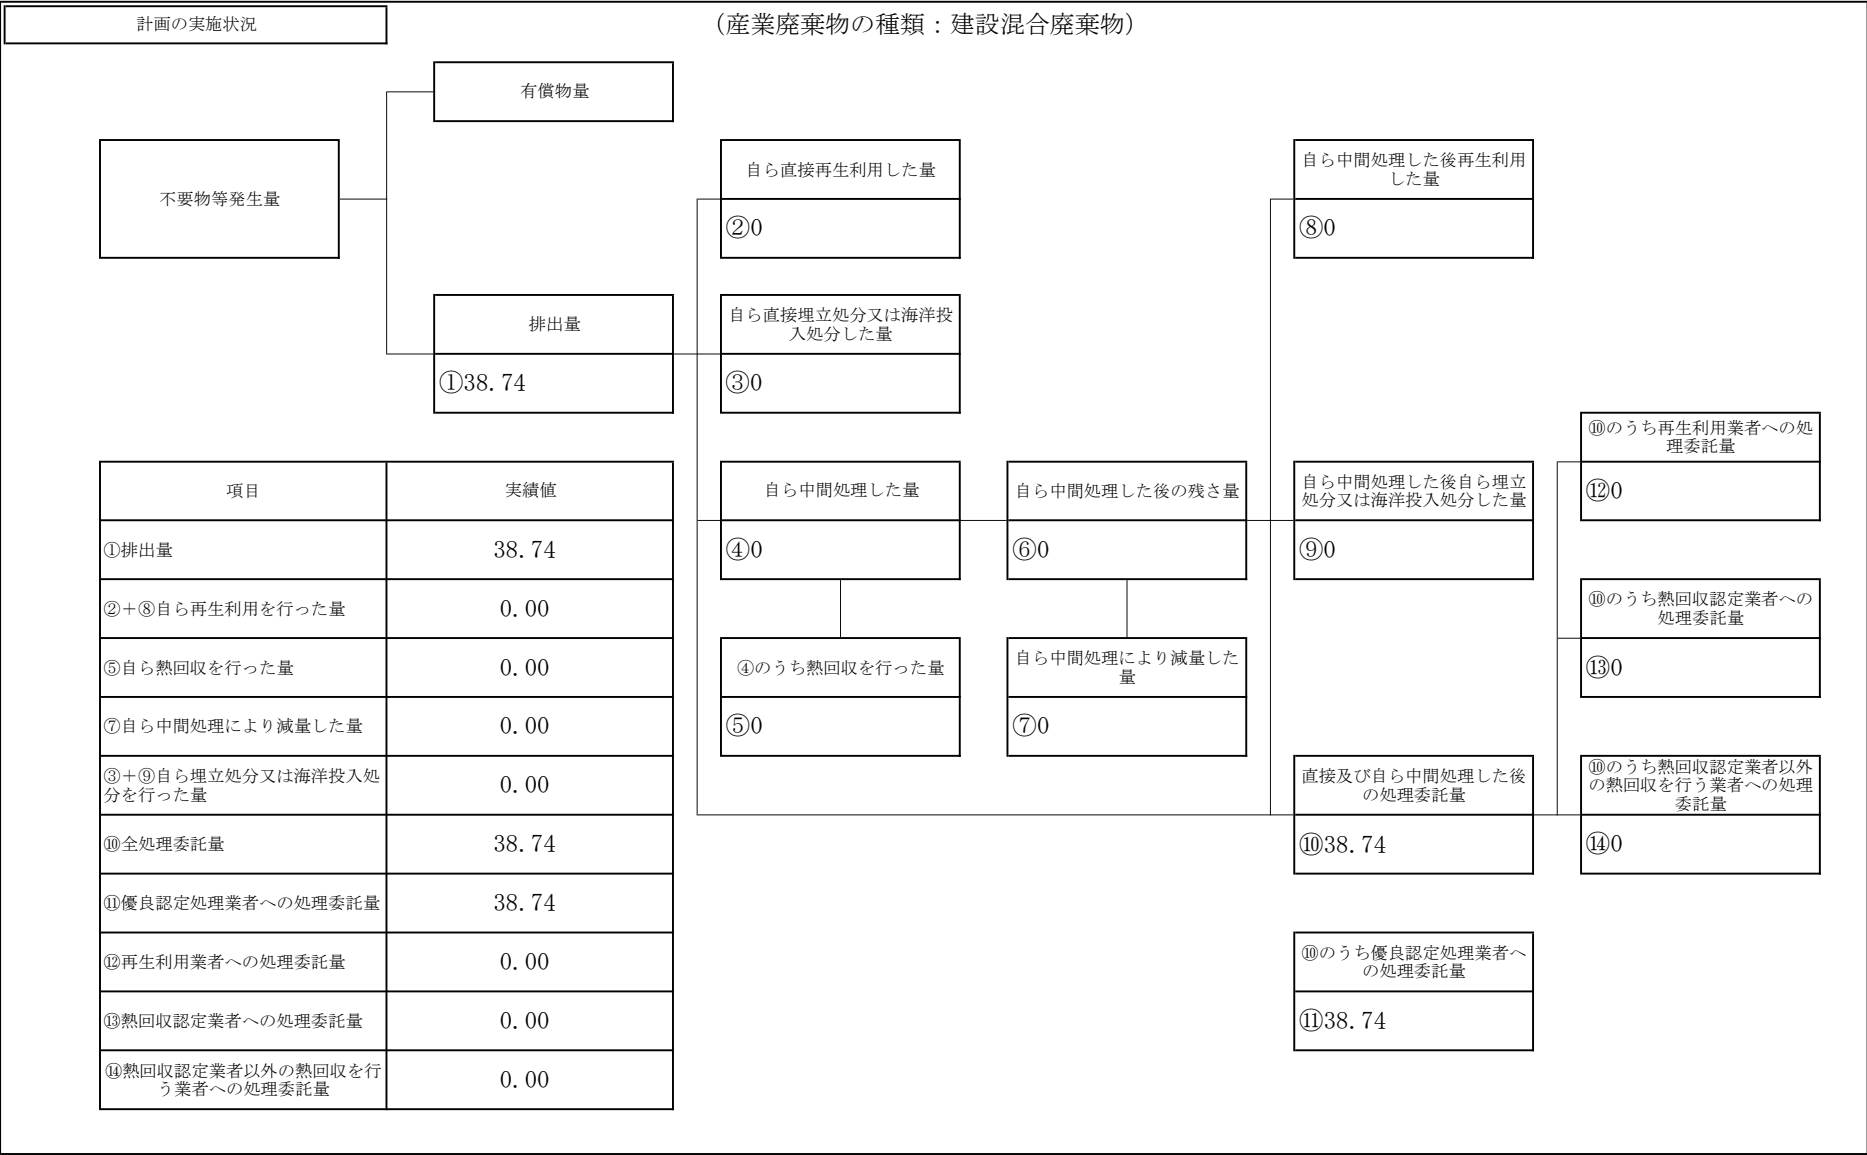 計画の実施状況
（産業廃棄物の種類：建設混合廃棄物）
有償物量
不要物等発生量
排出量
①38.74
自ら直接再生利用した量
②0
自ら直接埋立処分又は海洋投
入処分した量
③0
自ら中間処理した後再生利用
した量
⑧0
自ら中間処理した量
④0
④のうち熱回収を行った量
⑤0
自ら中間処理した後の残さ量
⑥0
自ら中間処理により減量した
量
⑦0
自ら中間処理した後自ら埋立
処分又は海洋投入処分した量
⑨0
直接及び自ら中間処理した後
の処理委託量
⑩38.74
⑩のうち優良認定処理業者へ
の処理委託量
⑪38.74
⑩のうち再生利用業者への処
理委託量
⑫0
⑩のうち熱回収認定業者への
処理委託量
⑬0
⑩のうち熱回収認定業者以外
の熱回収を行う業者への処理
委託量
⑭0
項目 実績値
①排出量 38.74
②＋⑧自ら再生利用を行った量 0.00
⑤自ら熱回収を行った量 0.00
⑦自ら中間処理により減量した量 0.00
③＋⑨自ら埋立処分又は海洋投入処
分を行った量 0.00
⑩全処理委託量 38.74
⑪優良認定処理業者への処理委託量 38.74
⑫再生利用業者への処理委託量 0.00
⑬熱回収認定業者への処理委託量 0.00
⑭熱回収認定業者以外の熱回収を行
う業者への処理委託量 0.00